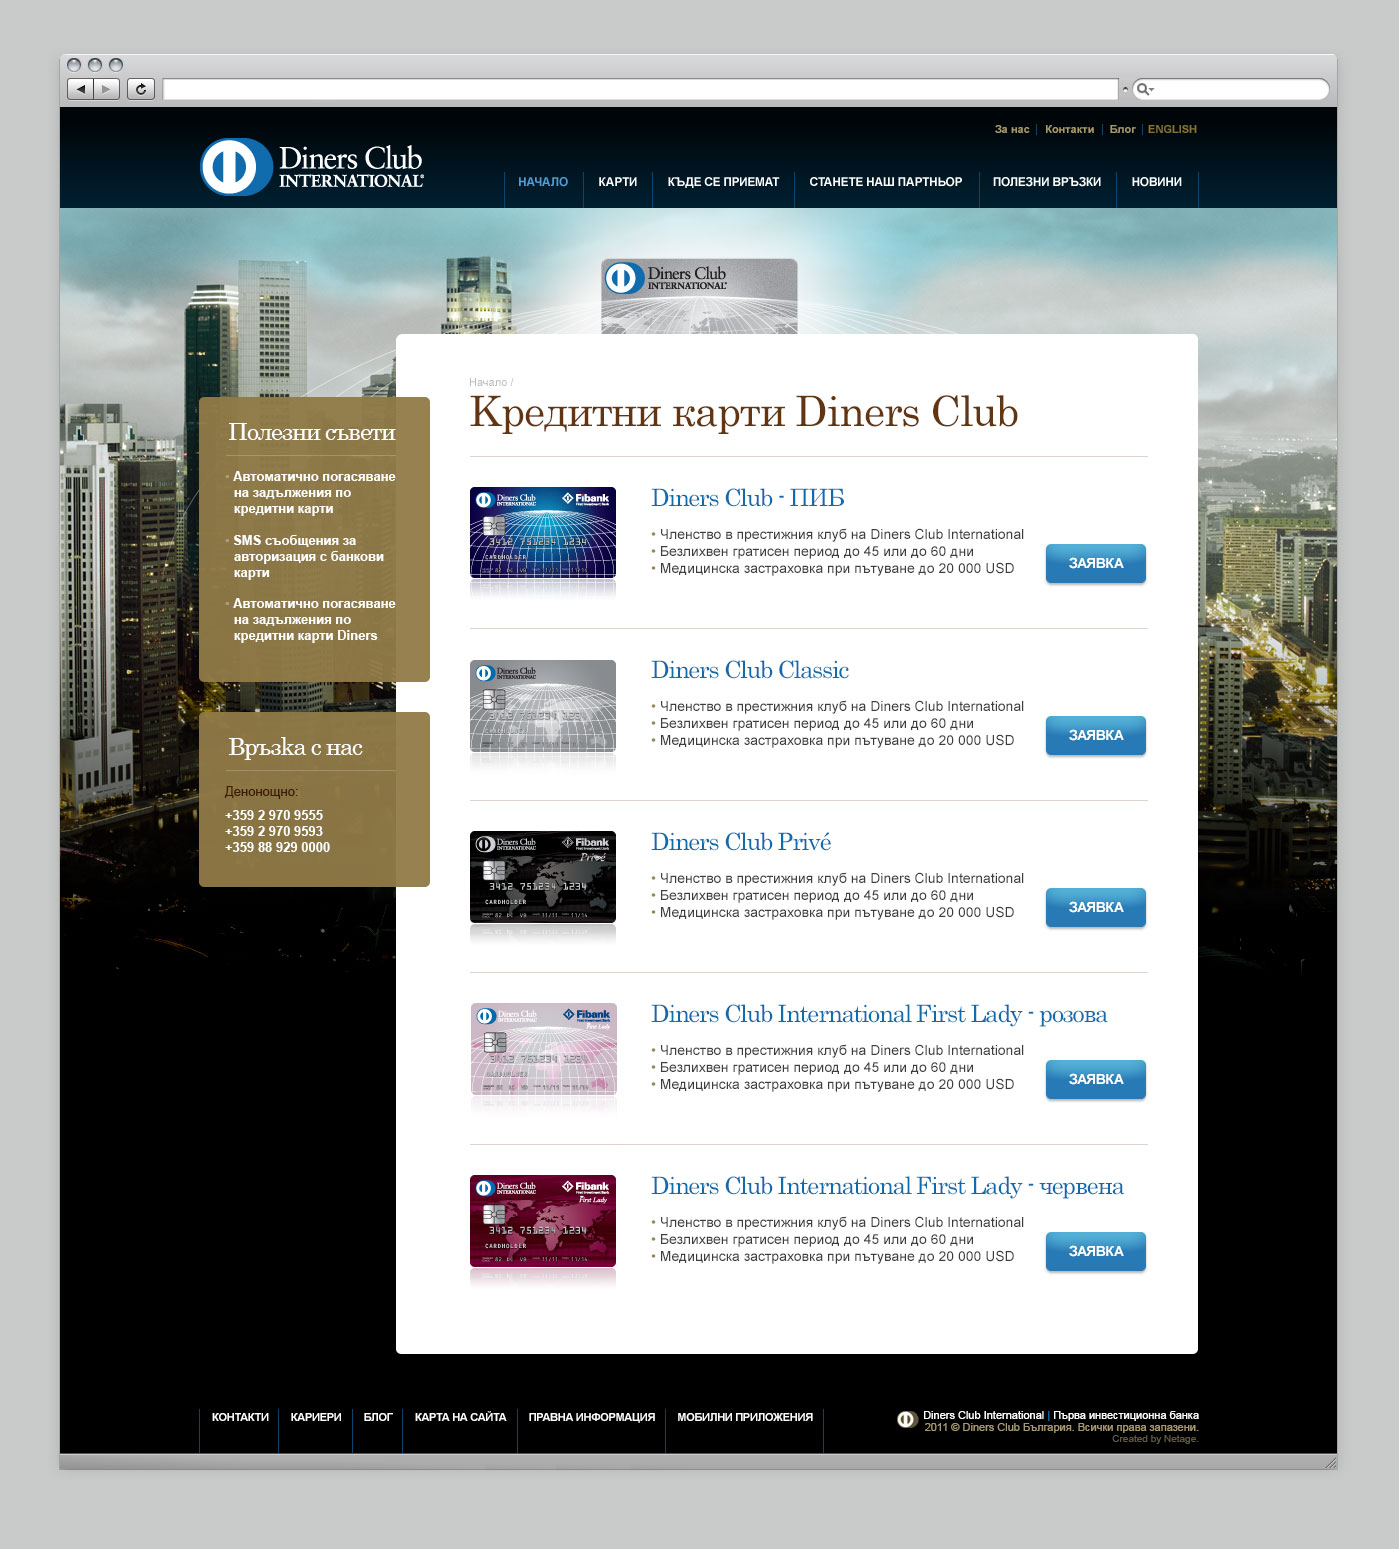 За нас
Контакти
Блог
ENGLISH
Diners Club
INTERNATIONAL®
НАЧАЛО
КАРТИ
КЪДЕ СЕ ПРИЕМАТ
СТАНЕТЕ НАШ ПАРТНЬОР
ПОЛЕЗНИ ВРЪЗКИ
НОВИНИ
Diners Club
INTERNATIONAL®
Начало /
Кредитни карти Diners Club
Полезни съвети
Автоматично погасяване
на задължения по
кредитни карти
SMS съобщения за
авторизация с банкови
карти
Автоматично погасяване
на задължения по
кредитни карти Diners
Връзка с нас
Денонощно:
+359 2 970 9555
+359 2 970 9593
+359 88 929 0000
Diners Club
INTERNATIONAL
Fibank
First Investment Bank
3412 751234 1234
CARDHOLDER
Diners Club - ПИБ
• Членство в престижния клуб на Diners Club International
• Безлихвен гратисен период до 45 или до 60 дни
• Медицинска застраховка при пътуване до 20 000 USD
ЗАЯВКА
Diners Club
INTERNATIONAL
3412 751234 1234
CARDHOLDER
Diners Club Classic
• Членство в престижния клуб на Diners Club International
• Безлихвен гратисен период до 45 или до 60 дни
• Медицинска застраховка при пътуване до 20 000 USD
ЗАЯВКА
Diners Club
INTERNATIONAL
Fibank
First Investment Bank
Privé
3412 751234 1234
CARDHOLDER
Diners Club Privé
• Членство в престижния клуб на Diners Club International
• Безлихвен гратисен период до 45 или до 60 дни
• Медицинска застраховка при пътуване до 20 000 USD
ЗАЯВКА
Diners Club
INTERNATIONAL
Fibank
First Investment Bank
First Lady
3412 751234 1234
CARDHOLDER
Diners Club International First Lady - розова
• Членство в престижния клуб на Diners Club International
• Безлихвен гратисен период до 45 или до 60 дни
• Медицинска застраховка при пътуване до 20 000 USD
ЗАЯВКА
Diners Club
INTERNATIONAL
Fibank
First Investment Bank
First Lady
3412 751234 1234
CARDHOLDER
Diners Club International First Lady - червена
• Членство в престижния клуб на Diners Club International
• Безлихвен гратисен период до 45 или до 60 дни
• Медицинска застраховка при пътуване до 20 000 USD
ЗАЯВКА
КОНТАКТИ
КАРИЕРИ
БЛОГ
КАРТА НА САЙТА
ПРАВНА ИНФОРМАЦИЯ
МОБИЛНИ ПРИЛОЖЕНИЯ
Diners Club International | Първа инвестиционна банка
2011 © Diners Club България. Всички права запазени.
Created by Netage.